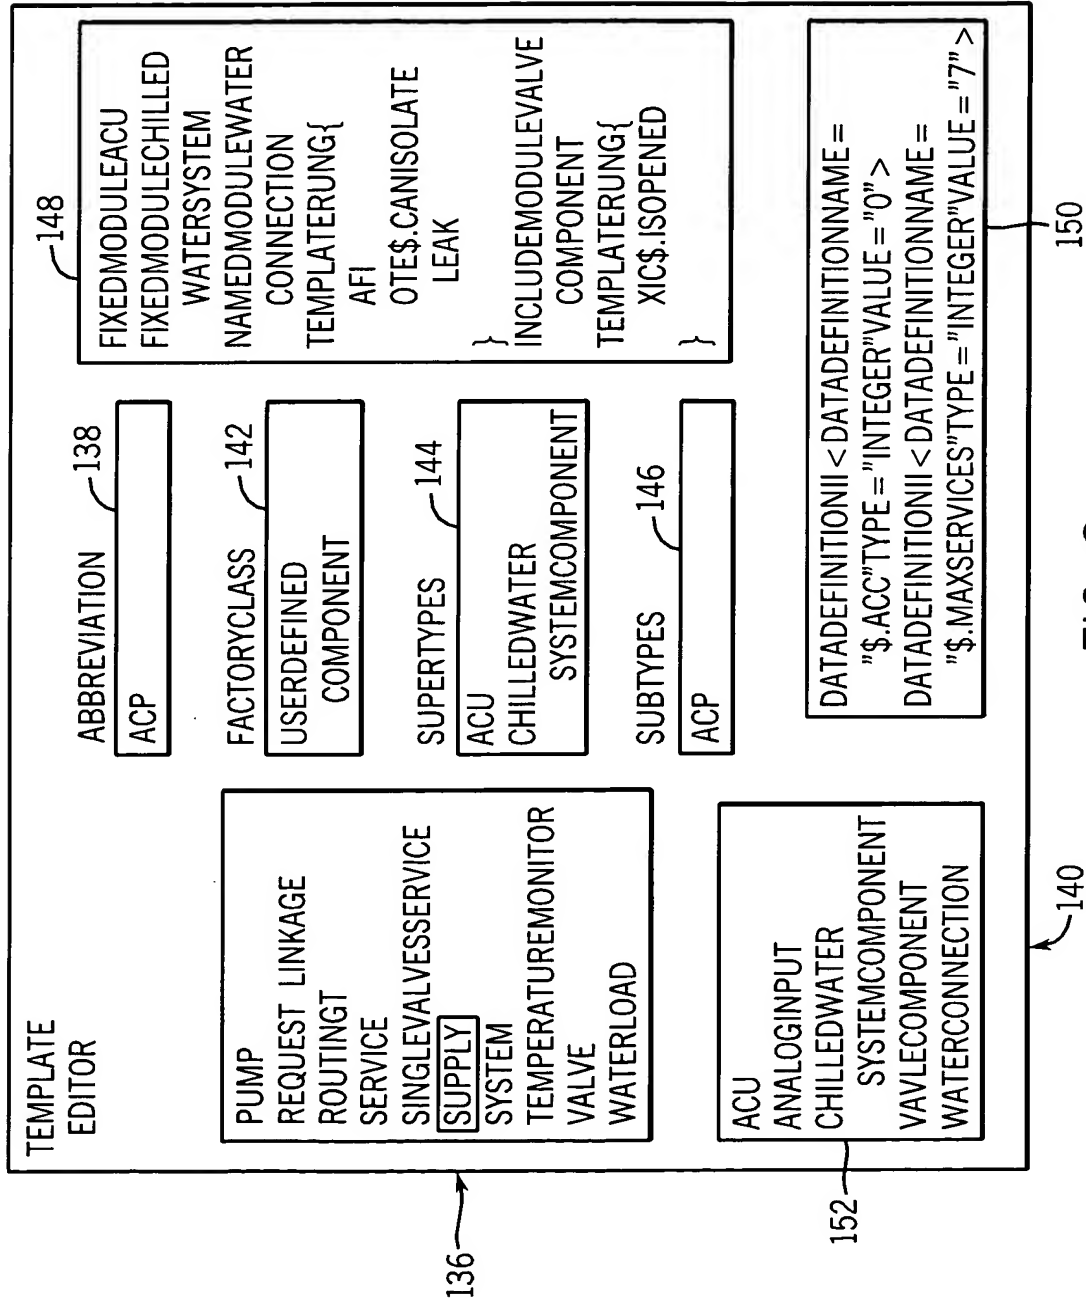 TEMPLATE
EDITOR
136
PUMP
REQUEST LINKAGE
ROUTINGT
SERVICE
SINGLEVALVESSERVICE
SUPPLY
SYSTEM
TEMPERATUREMONITOR
VALVE
WATERLOAD
152
ACU
ANALOGINPUT
CHILLEDWATER
SYSTEMCOMPONENT
VAVLECOMPONENT
WATERCONNECTION
140
ABBREVIATION
138
ACP
FACTORYCLASS
142
USERDEFINED
COMPONENT
SUPERTYPES
144
ACU
CHILLEDWATER
SYSTEMCOMPONENT
SUBTYPES
146
ACP
148
FIXEDMODULEACU
FIXEDMODULECHILLED
WATERSYSTEM
NAMEDMODULEWATER
CONNECTION
TEMPLATERUNG{
AFI
OTE$.CANISOLATE
LEAK
}
INCLUDEMODULEVALVE
COMPONENT
TEMPLATERUNG{
XIC$.ISOPENED
}
DATADEFINITIONII<DATADEFINITIONNAME=
"$.ACC"TYPE="INTEGER"VALUE="0">
DATADEFINITIONII<DATADEFINITIONNAME=
"$.MAXSERVICES"TYPE="INTEGER"VALUE="7">
150